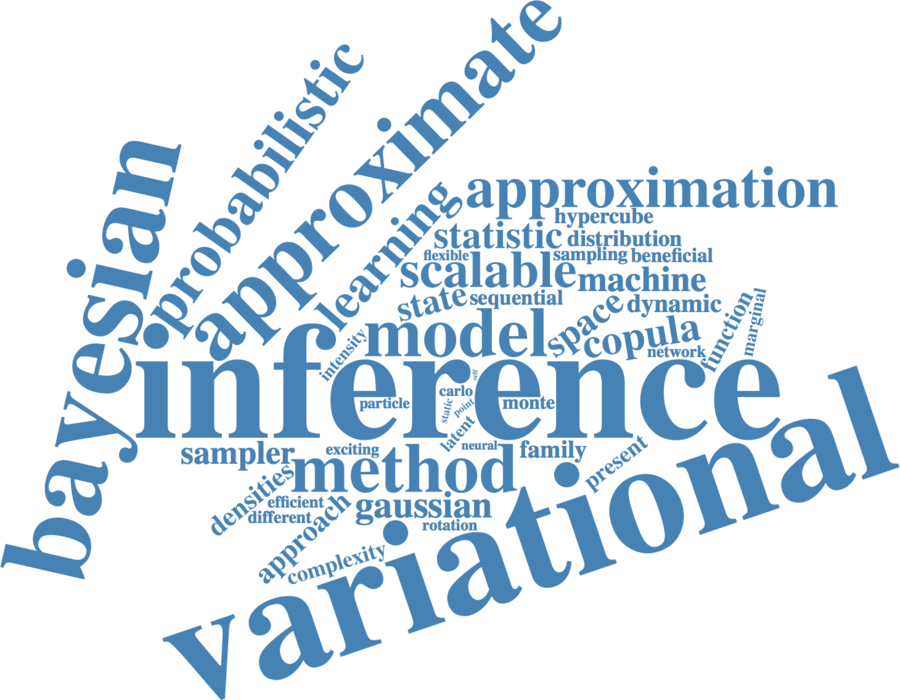 approximate
probabilistic
bayesian
approximation
learning
hypercube
statistic
distribution
flexible
sampling
beneficial
scalable
machine
state
sequential
space
dynamic
function
marginal
model
copula
network
intensity
inference
self
carlo
particle
static
point
monte
latent
neural
family
sampler
exciting
method
present
variational
densities
efficient
different
approach
gaussian
rotation
complexity